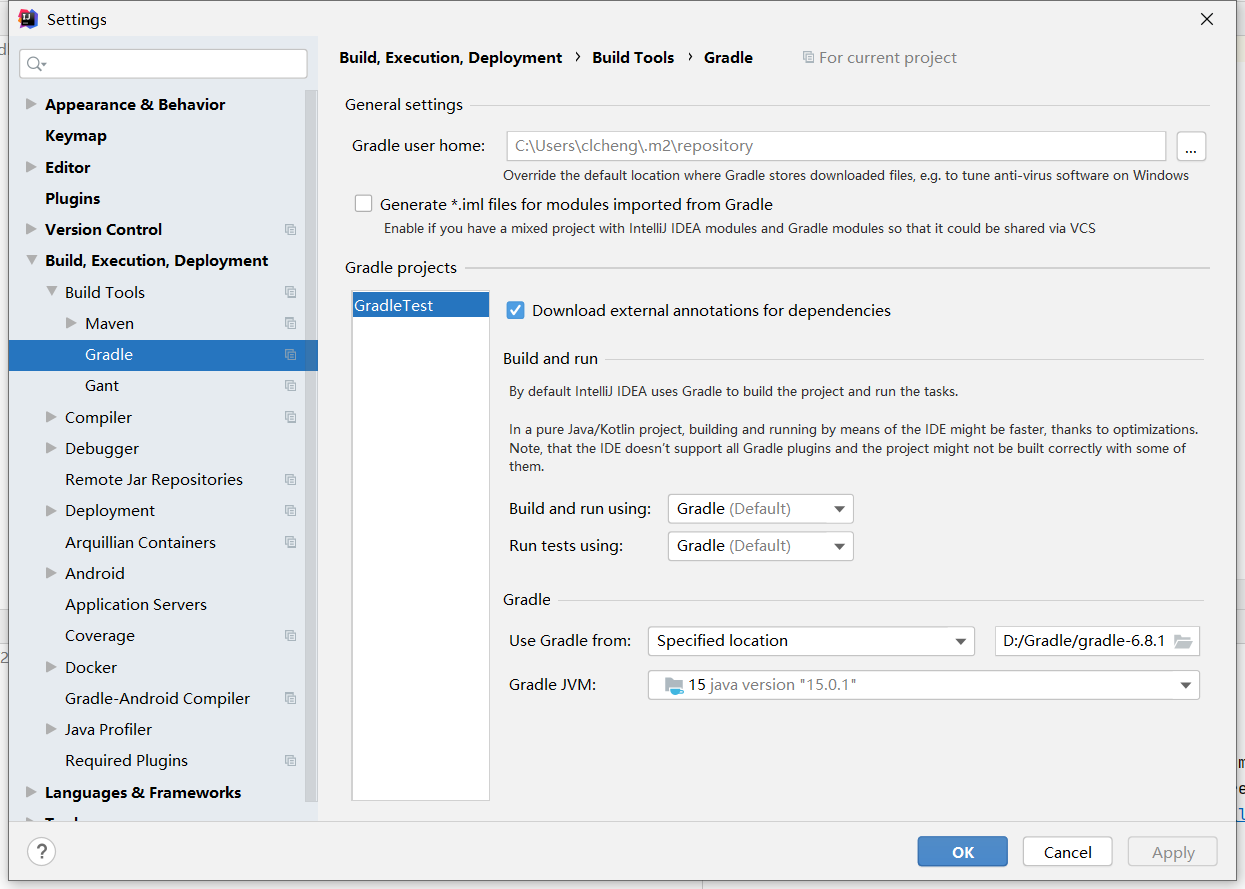 Settings
Appearance & Behavior
Keymap
Editor
Plugins
Version Control
Build, Execution, Deployment
Build Tools
Maven
Gradle
Gant
Compiler
Debugger
Remote Jar Repositories
Deployment
Arquillian Containers
Android
Application Servers
Coverage
Docker
Gradle-Android Compiler
Java Profiler
Required Plugins
Languages & Frameworks
Build, Execution, Deployment › Build Tools › Gradle For current project
General settings
Gradle user home: C:\Users\clcheng\.m2\repository ...
Override the default location where Gradle stores downloaded files, e.g. to tune anti-virus software on Windows
Generate *.iml files for modules imported from Gradle
Enable if you have a mixed project with IntelliJ IDEA modules and Gradle modules so that it could be shared via VCS
Gradle projects
GradleTest
Download external annotations for dependencies
Build and run
By default IntelliJ IDEA uses Gradle to build the project and run the tasks.
In a pure Java/Kotlin project, building and running by means of the IDE might be faster, thanks to optimizations.
Note, that the IDE doesn't support all Gradle plugins and the project might not be built correctly with some of
them.
Build and run using: Gradle (Default)
Run tests using: Gradle (Default)
Gradle
Use Gradle from: Specified location D:/Gradle/gradle-6.8.1
Gradle JVM: 15 java version "15.0.1"
?
OK Cancel Apply